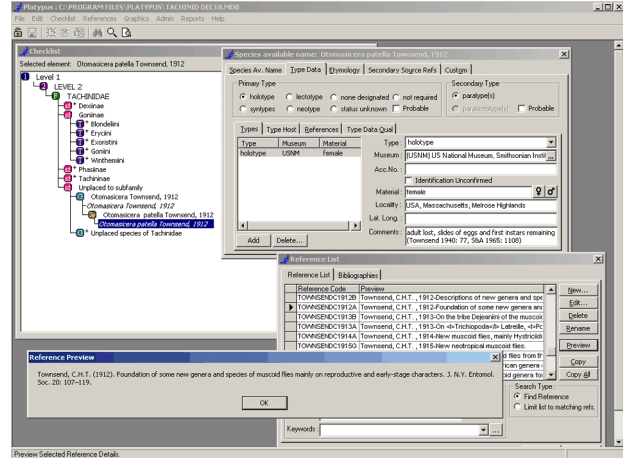 Platypus : C:\PROGRAM FILES\PLATYPUS\TACHINID DEC18.MDB
File Edit Checklist References Graphics Admin Reports Help
Checklist
Selected element: Otomasicera patella Townsend, 1912
Level 1
LEVEL 2
TACHINIDAE
* Dexiinae
Goniinae
* Blondeliini
* Erycini
* Exoristini
* Goniini
* Winthemiini
* Phasiinae
* Tachininae
Unplaced to subfamily
Otomasicera Townsend, 1912
Otomasicera Townsend, 1912
Otomasicera patella Townsend, 1912
Otomasicera patella Townsend, 1912
* Unplaced species of Tachinidae
Species available name: Otomasicera patella Townsend, 1912
Species Av. Name Type Data Etymology Secondary Source Refs Custom
Primary Type
holotype lectotype none designated not required
syntypes neotype status unknown Probable
Secondary Type
paratype(s)
paralectotype(s) Probable
Types Type Host References Type Data Qual
Type Museum Material
holotype USNM female
Add Delete...
Type : holotype
Museum : (USNM) US National Museum, Smithsonian Instit ...
Acc.No. :
Identification Unconfirmed
Material : female
Locality : USA, Massachusetts, Melrose Highlands
Lat. Long :
Comments : adult lost, slides of eggs and first instars remaining
(Townsend 1940: 77, S&A 1965: 1108)
Reference List
Reference List Bibliographies
Reference Code Preview
TOWNSENDC1912B Townsend, C.H.T. , 1912-Descriptions of new genera and spe
TOWNSENDC1912A Townsend, C.H.T. , 1912-Foundation of some new genera and
TOWNSENDC1913B Townsend, C.H.T. , 1913-On the tribe Dejeaniini of the muscoi
TOWNSENDC1913A Townsend, C.H.T. , 1913-On <I>Trichiopoda</I> Latreille, <I>Po
TOWNSENDC1914A Townsend, C.H.T. , 1914-New muscoid flies, mainly Hystriciid
TOWNSENDC1915G Townsend, C.H.T. , 1915-New neotropical muscoid flies.
New...
Edit...
Delete
Rename
Preview
Copy
Copy All
Search Type :
Find Reference
Limit list to matching refs.
Keywords : ...
Reference Preview
Townsend, C.H.T. (1912). Foundation of some new genera and species of muscoid flies mainly on reproductive and early-stage characters. J. N.Y. Entomol.
Soc. 20: 107–119.
OK
Preview Selected Reference Details.